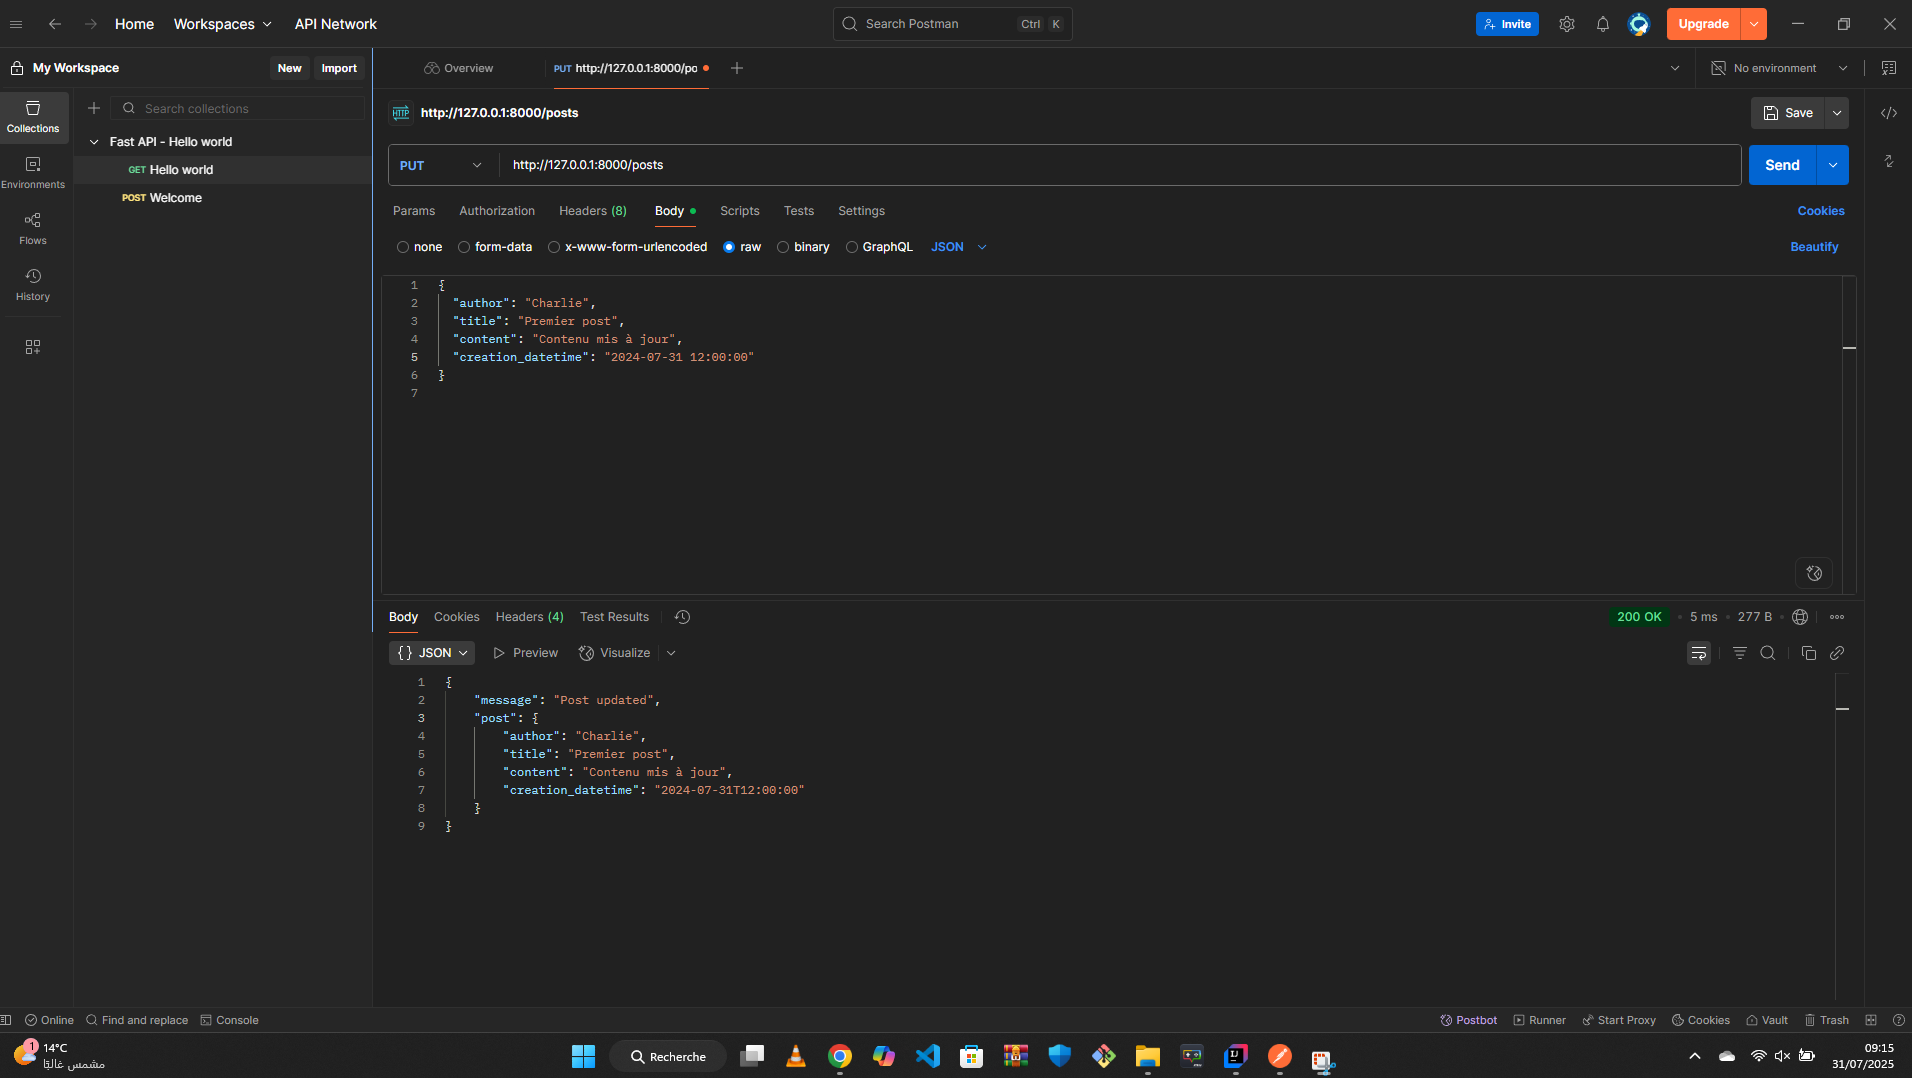 Home Workspaces API Network Search Postman Ctrl K Invite Upgrade
My Workspace New Import Overview PUT http://127.0.0.1:8000/po No environment
Collections
Environments
Flows
History
Search collections
Fast API - Hello world
GET Hello world
POST Welcome
HTTP http://127.0.0.1:8000/posts Save
PUT http://127.0.0.1:8000/posts Send
Params Authorization Headers (8) Body Scripts Tests Settings Cookies
none form-data x-www-form-urlencoded raw binary GraphQL JSON Beautify
1 {
2 "author": "Charlie",
3 "title": "Premier post",
4 "content": "Contenu mis à jour",
5 "creation_datetime": "2024-07-31 12:00:00"
6 }
7
Body Cookies Headers (4) Test Results 200 OK 5 ms 277 B
{} JSON Preview Visualize
1 {
2 "message": "Post updated",
3 "post": {
4 "author": "Charlie",
5 "title": "Premier post",
6 "content": "Contenu mis à jour",
7 "creation_datetime": "2024-07-31T12:00:00"
8 }
9 }
Online Find and replace Console Postbot Runner Start Proxy Cookies Vault Trash
1 14°C
مشمس غالبًا
Recherche
09:15
31/07/2025